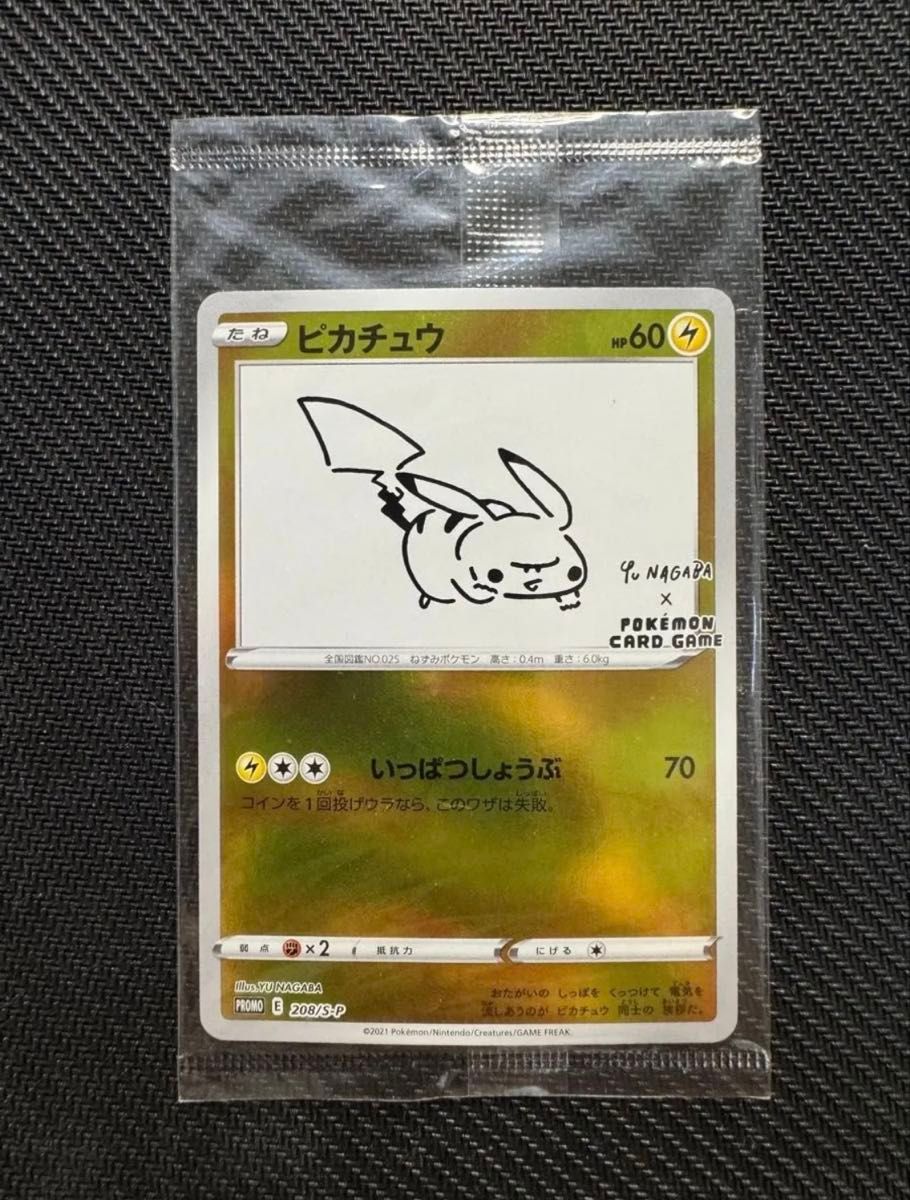 たね ピカチュウ HP60
YU NAGABA
×
POKÉMON
CARD GAME
全国図鑑NO.025 ねずみポケモン 高さ:0.4m 重さ:6.0kg
いっぱつしょうぶ 70
コインを1回投げウラなら、このワザは失敗。
弱点 ×2 抵抗力 にげる
Illus. YU NAGABA
PROMO E 208/S-P
おたがいの しっぽを くっつけて 電気を
流しあうのが ピカチュウ 同士の 挨拶だ。
©2021 Pokémon/Nintendo/Creatures/GAME FREAK.